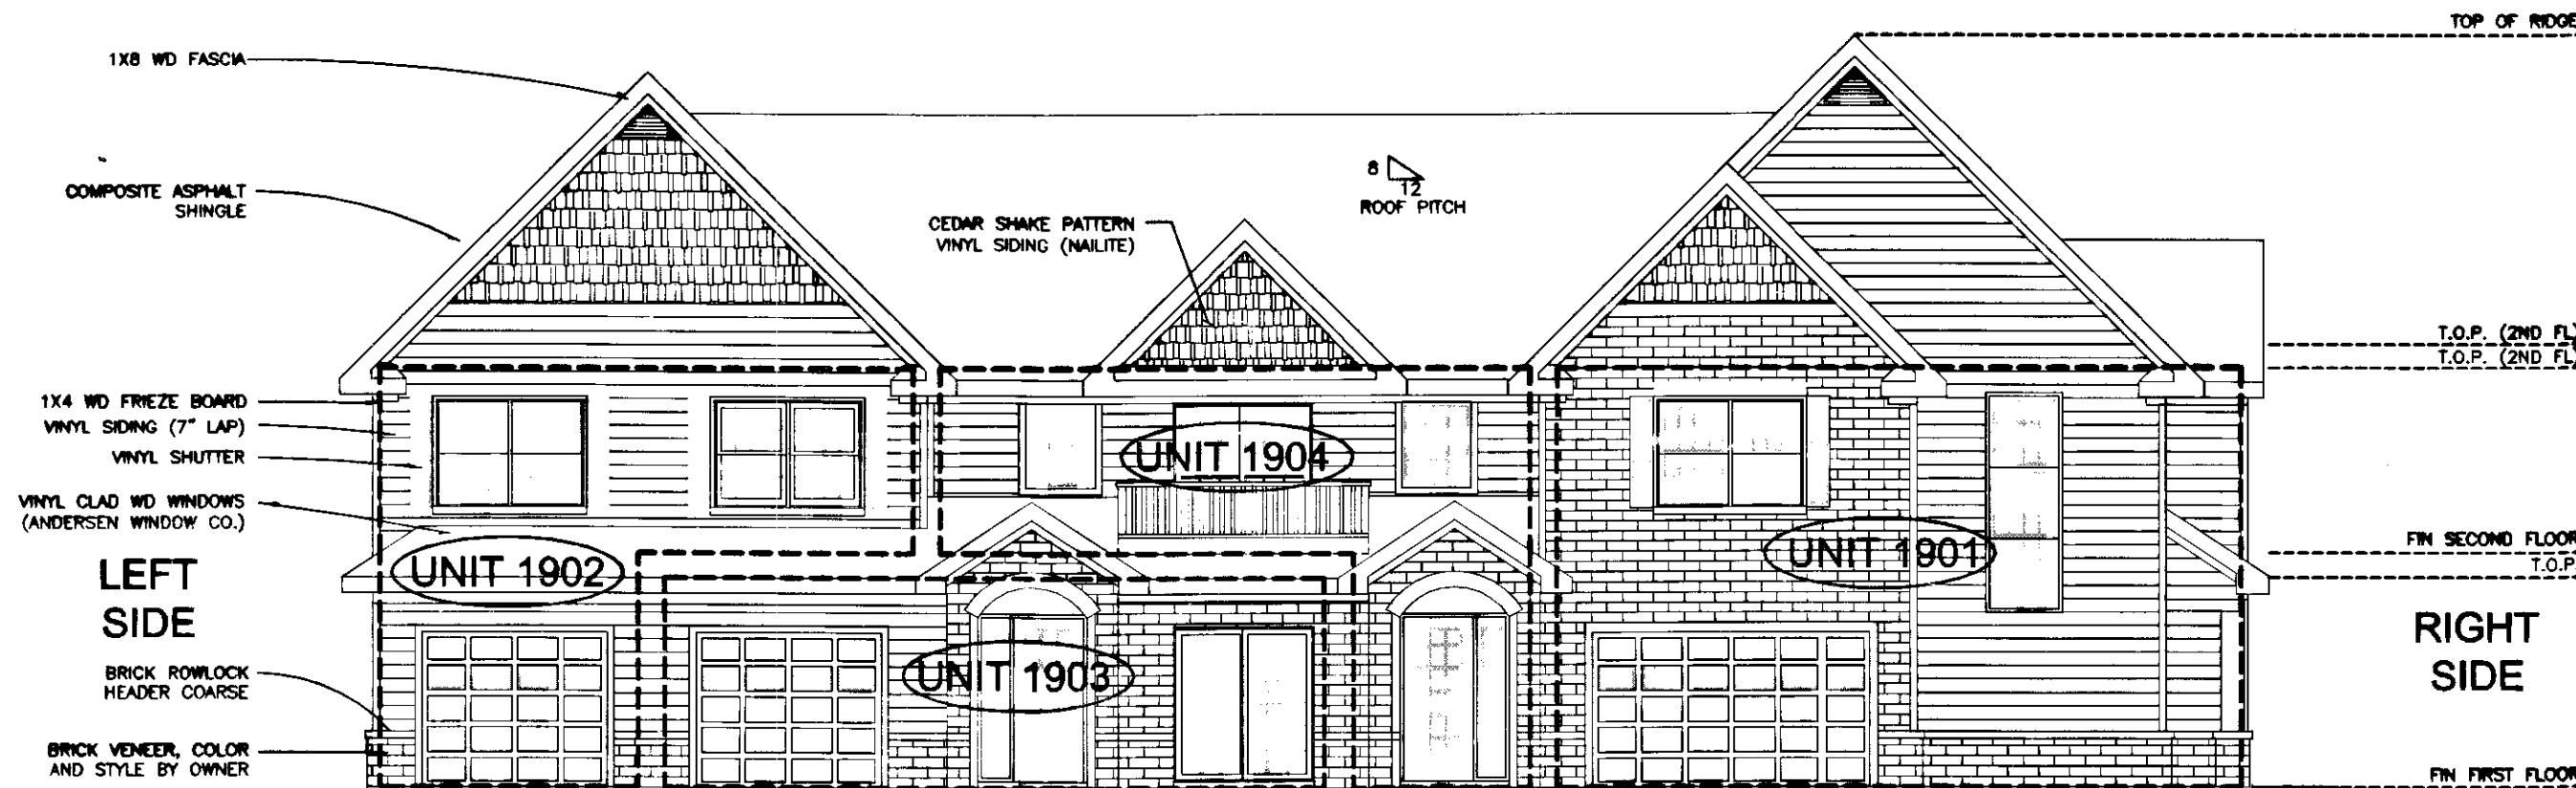 TOP OF RIDGE
1X8 WD FASCIA
COMPOSITE ASPHALT
SHINGLE
8
12
ROOF PITCH
CEDAR SHAKE PATTERN
VINYL SIDING (NAILITE)
T.O.P. (2ND FL)
T.O.P. (2ND FL)
1X4 WD FRIEZE BOARD
VINYL SIDING (7" LAP)
VINYL SHUTTER
VINYL CLAD WD WINDOWS
(ANDERSEN WINDOW CO.)
UNIT 1904
UNIT 1902
UNIT 1901
FIN SECOND FLOOR
T.O.P.
LEFT
SIDE
RIGHT
SIDE
UNIT 1903
BRICK ROWLOCK
HEADER COARSE
BRICK VENEER, COLOR
AND STYLE BY OWNER
FIN FIRST FLOOR